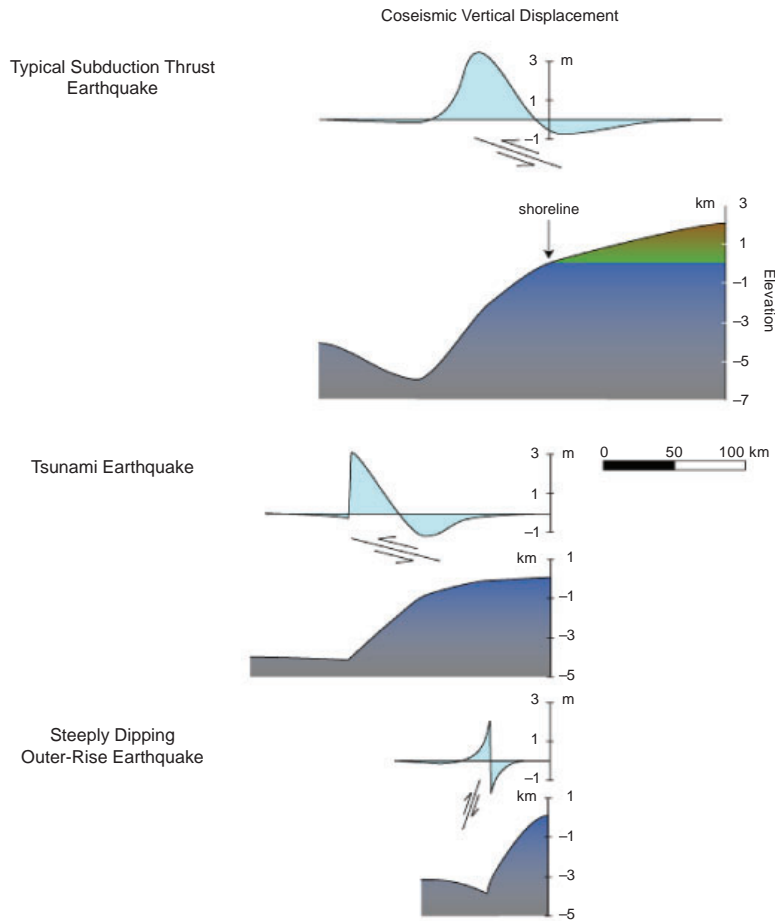 Coseismic Vertical Displacement
Typical Subduction Thrust
Earthquake
3 m
1
–1
shoreline
km 3
1
–1
–3
–5
–7
Elevation
Tsunami Earthquake
3 m
1
–1
0 50 100 km
km 1
–1
–3
–5
Steeply Dipping
Outer-Rise Earthquake
3 m
1
–1
km 1
–1
–3
–5